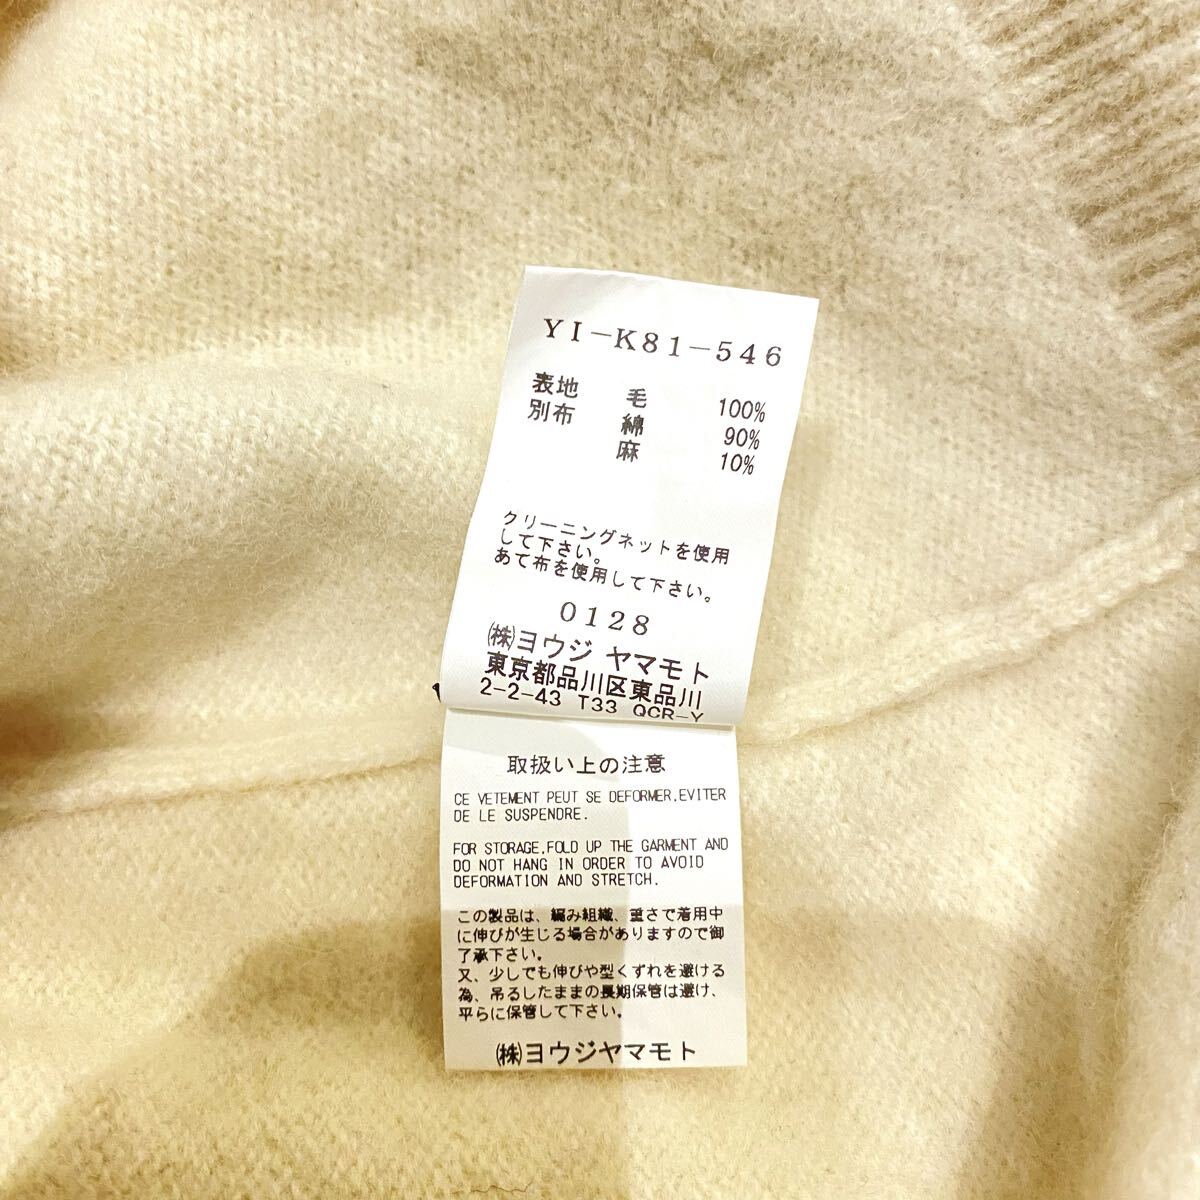 YI-K81-546
表地 毛 100%
別布 綿 90%
麻 10%
クリーニングネットを使用
して下さい。
あて布を使用して下さい。
0128
㈱ヨウジ ヤマモト
東京都品川区東品川
2-2-43 T33 QCR-Y
取扱い上の注意
CE VETEMENT PEUT SE DEFORMER,EVITER
DE LE SUSPENDRE.
FOR STORAGE,FOLD UP THE GARMENT AND
DO NOT HANG IN ORDER TO AVOID
DEFORMATION AND STRETCH.
この製品は、編み組織、重さで着用中
に伸びが生じる場合がありますので御
了承下さい。
又、少しでも伸びや型くずれを避ける
為、吊るしたままの長期保管は避け、
平らに保管して下さい。
㈱ヨウジヤマモト